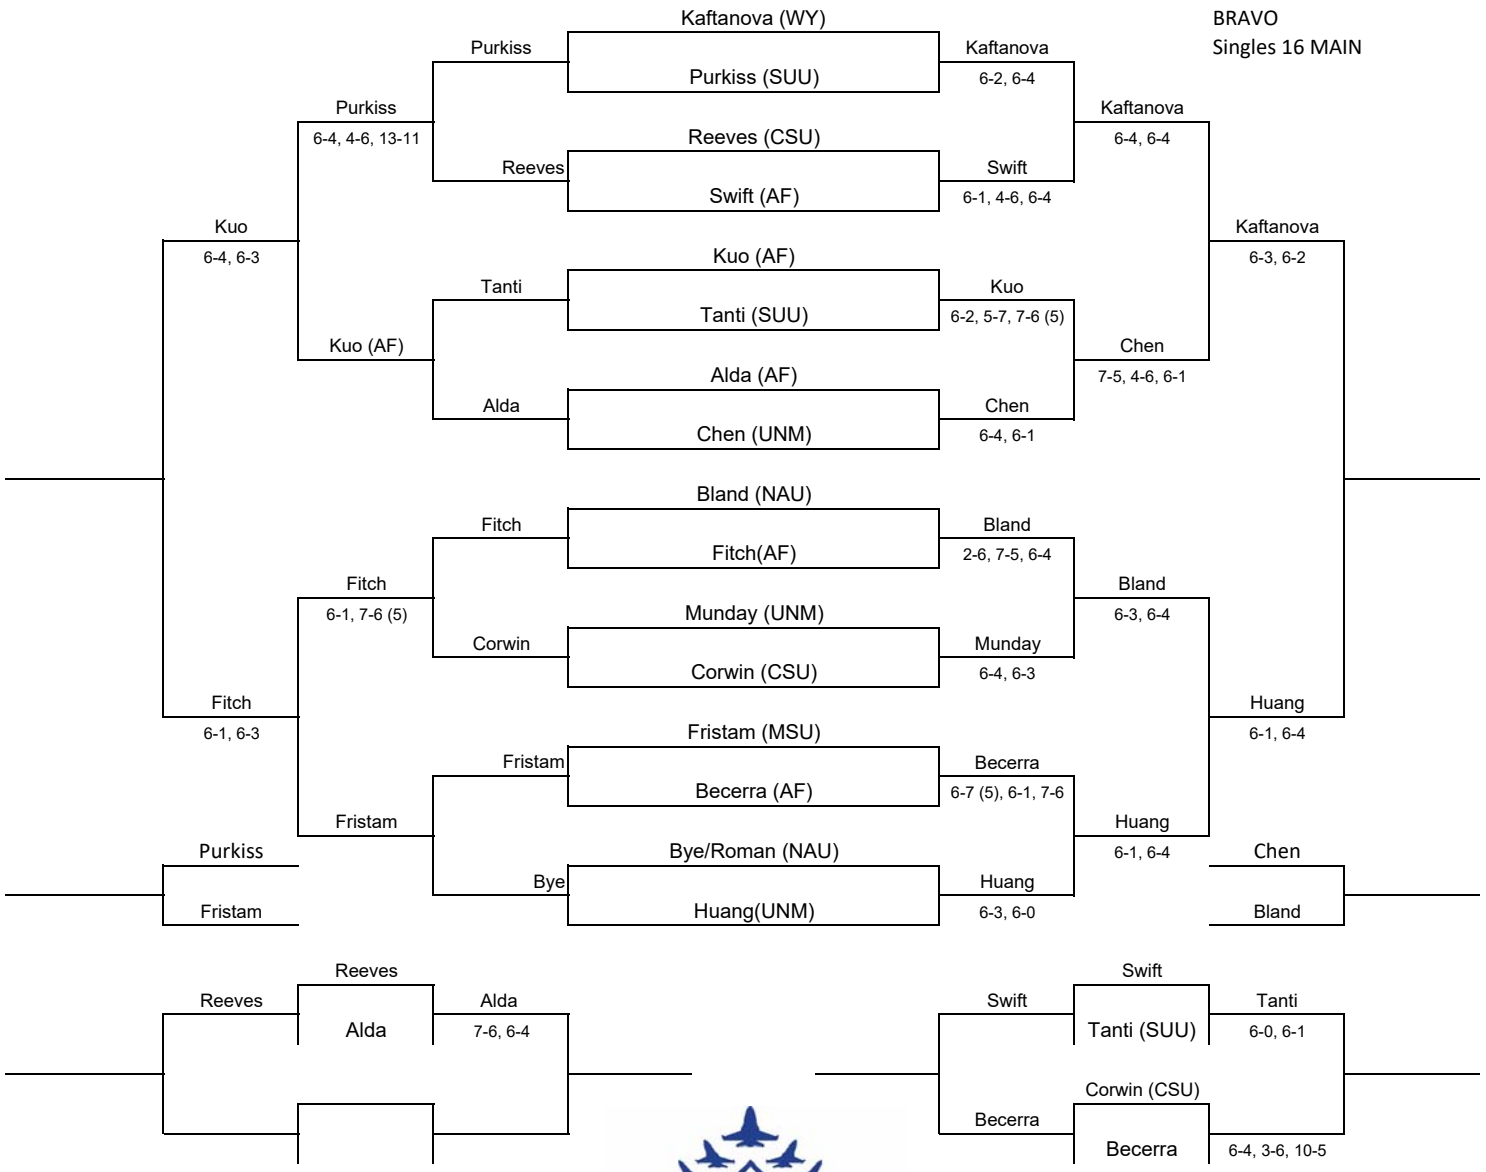 Kaftanova (WY)
BRAVO
Purkiss
Kaftanova
Singles 16 MAIN
Purkiss (SUU)
6-2, 6-4
Purkiss
Kaftanova
6-4, 4-6, 13-11
Reeves (CSU)
6-4, 6-4
Reeves
Swift
Swift (AF)
6-1, 4-6, 6-4
Kuo
Kaftanova
6-4, 6-3
Kuo (AF)
6-3, 6-2
Tanti
Kuo
Tanti (SUU)
6-2, 5-7, 7-6 (5)
Kuo (AF)
Chen
Alda (AF)
7-5, 4-6, 6-1
Alda
Chen
Chen (UNM)
6-4, 6-1
Bland (NAU)
Fitch
Bland
Fitch(AF)
2-6, 7-5, 6-4
Fitch
Bland
6-1, 7-6 (5)
Munday (UNM)
6-3, 6-4
Corwin
Munday
Corwin (CSU)
6-4, 6-3
Fitch
Huang
6-1, 6-3
Fristam (MSU)
6-1, 6-4
Fristam
Becerra
Becerra (AF)
6-7 (5), 6-1, 7-6
Fristam
Huang
Purkiss
Bye/Roman (NAU)
6-1, 6-4
Chen
Bye
Huang
Fristam
Huang(UNM)
6-3, 6-0
Bland
Reeves
Swift
Reeves
Alda
Swift
Tanti
Alda
7-6, 6-4
Tanti (SUU)
6-0, 6-1
Corwin (CSU)
Becerra
Becerra
6-4, 3-6, 10-5